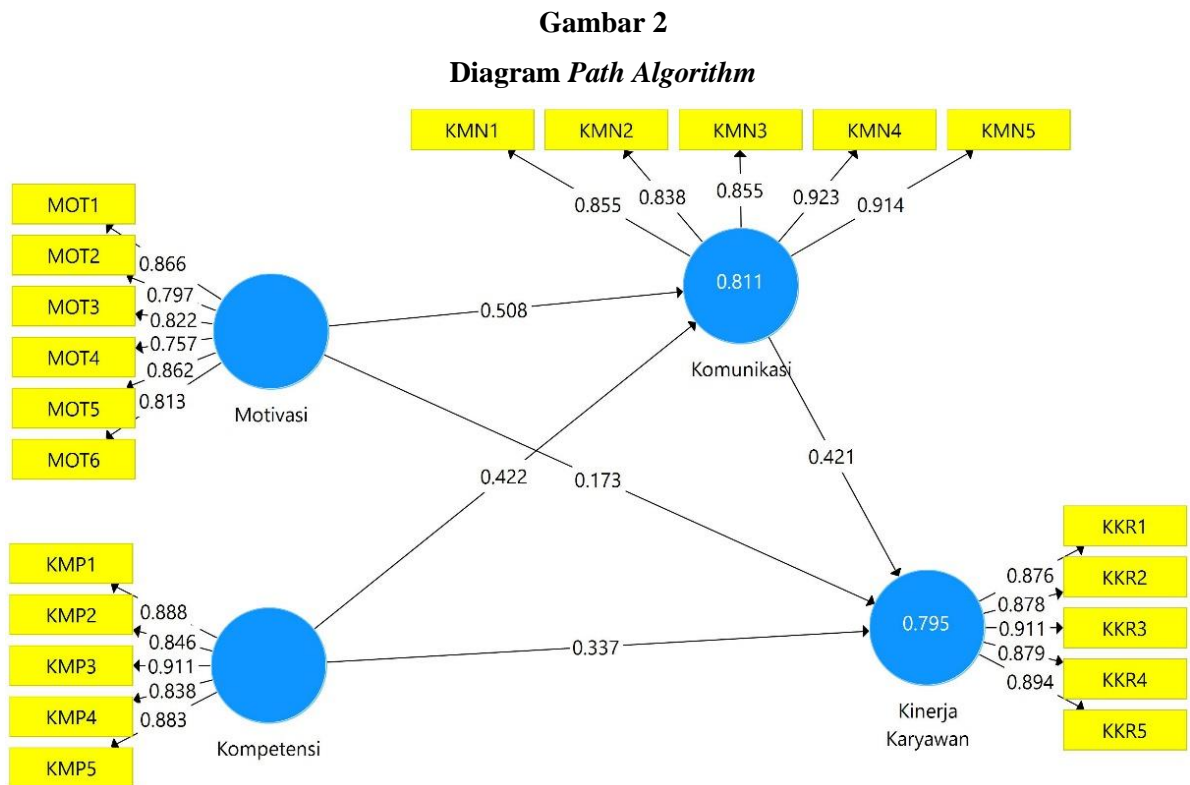 Gambar 2
Diagram Path Algorithm
KMN1 KMN2 KMN3 KMN4 KMN5
0.855 0.838 0.855 0.923 0.914
MOT1
MOT2
MOT3
MOT4
MOT5
MOT6
0.866
0.797
0.822
0.757
0.862
0.813
Motivasi
0.508
0.811
Komunikasi
0.422
0.173
0.421
KMP1
KMP2
KMP3
KMP4
KMP5
0.888
0.846
0.911
0.838
0.883
Kompetensi
0.337
0.795
Kinerja
Karyawan
0.876
0.878
0.911
0.879
0.894
KKR1
KKR2
KKR3
KKR4
KKR5